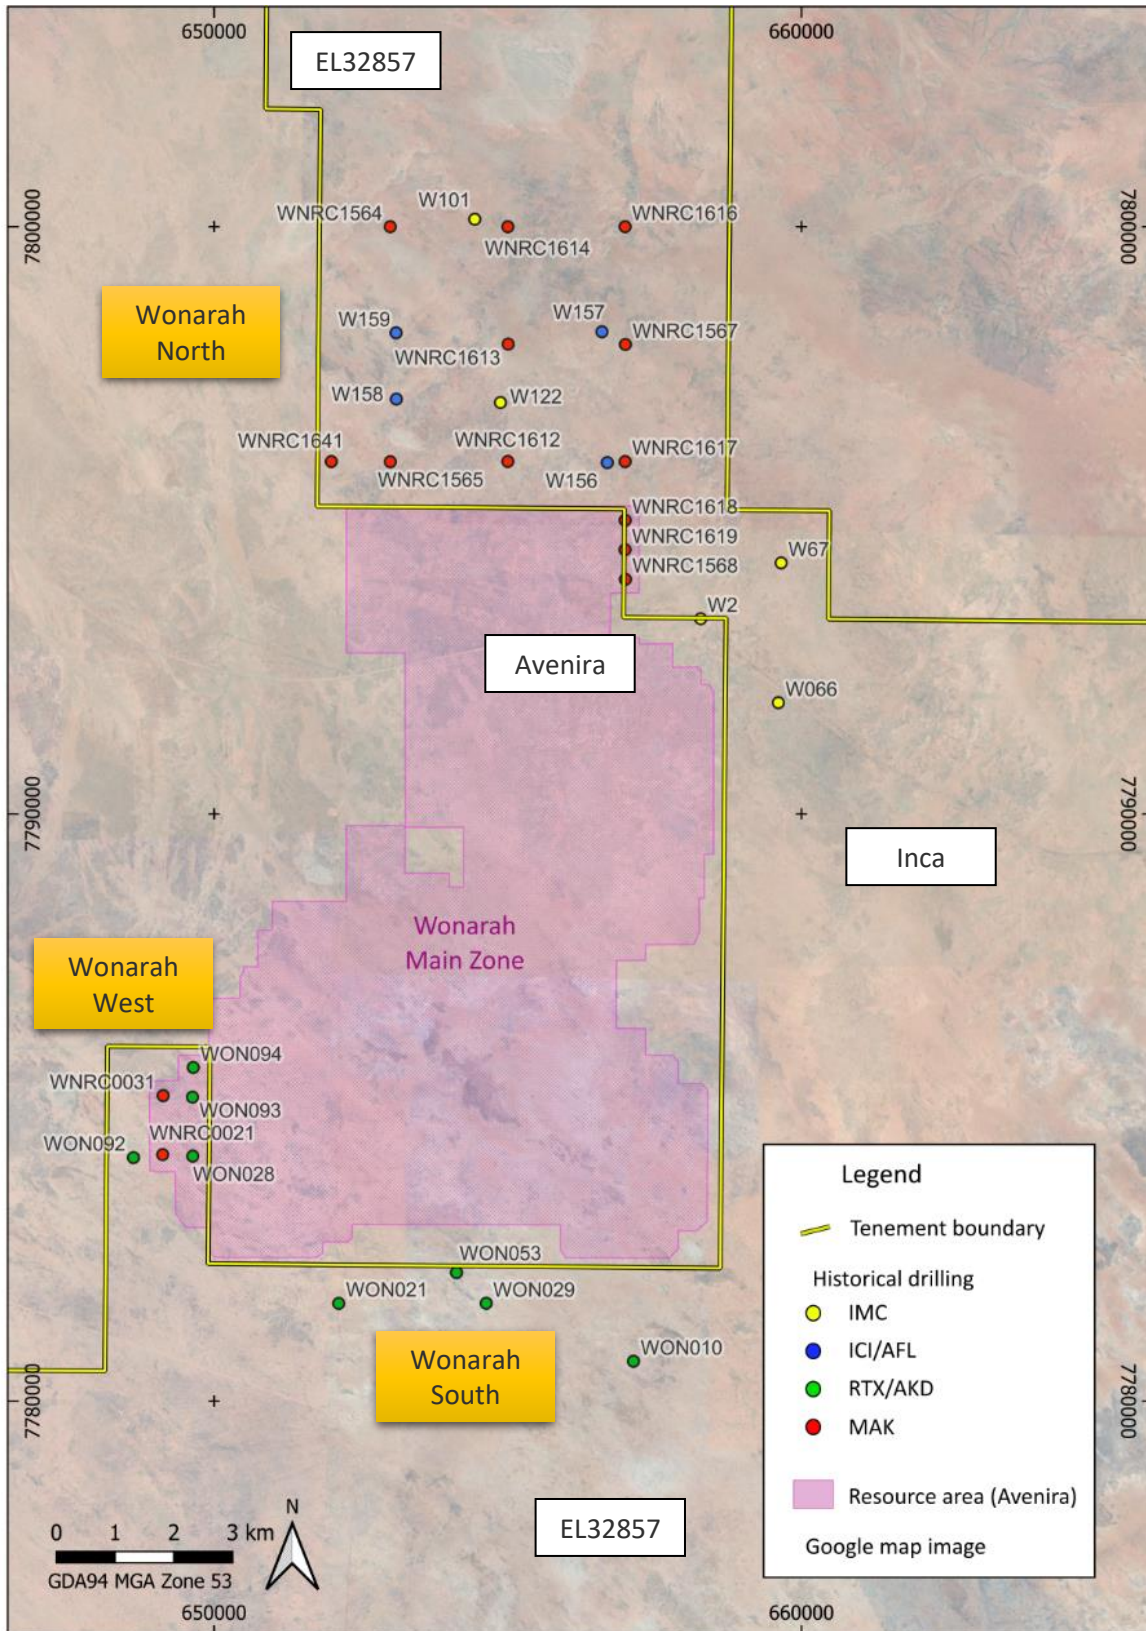 650000
660000
EL32857
W101
WNRC1564
WNRC1616
WNRC1614
7800000
7800000
Wonarah
North
W159
W157
WNRC1613
WNRC1567
W158
W122
WNRC1641
WNRC1612
WNRC1617
WNRC1565
W156
WNRC1618
WNRC1619
W67
WNRC1568
W2
Avenira
W066
7790000
7790000
Inca
Wonarah
Main Zone
Wonarah
West
WON094
WNRC0031
WON093
WNRC0021
WON092
WON028
WON053
WON021
WON029
WON010
Wonarah
South
7780000
7780000
Legend
Tenement boundary
Historical drilling
IMC
ICI/AFL
RTX/AKD
MAK
Resource area (Avenira)
Google map image
EL32857
N
0 1 2 3 km
GDA94 MGA Zone 53
650000
660000